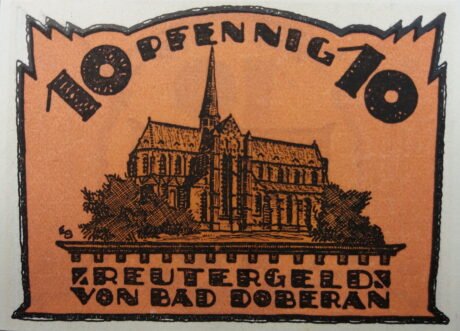 10 PFENNIG 10
REUTERGELD
VON BAD DOBERAN